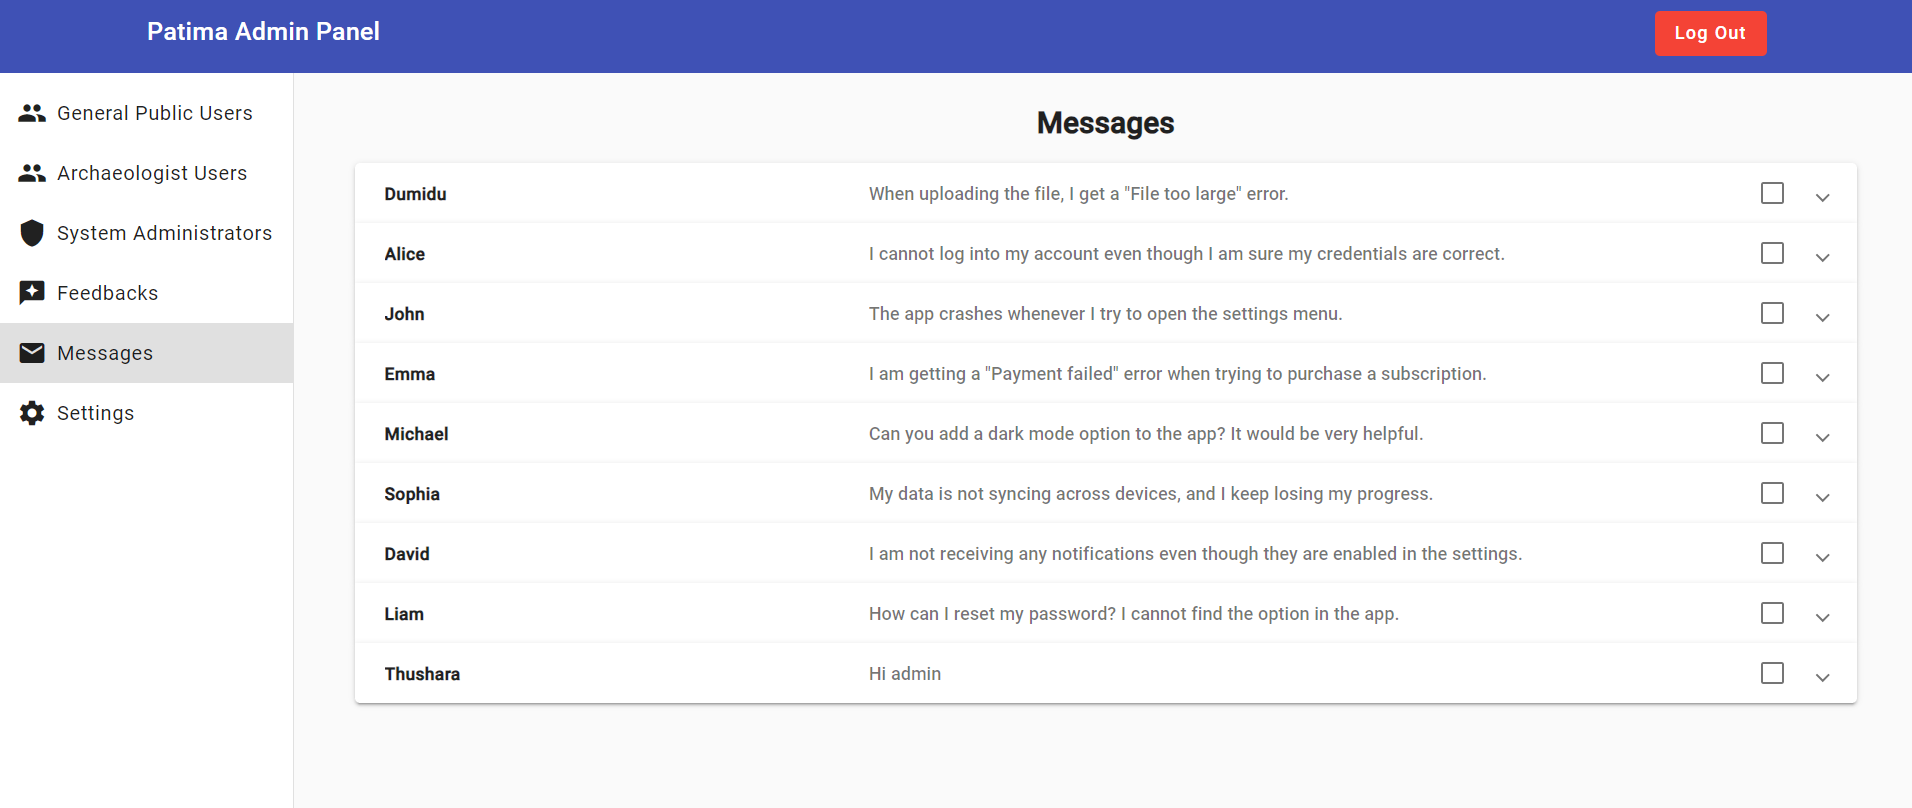 Patima Admin Panel
Log Out
General Public Users
Archaeologist Users
System Administrators
Feedbacks
Messages
Settings
Messages
Dumidu When uploading the file, I get a "File too large" error.
Alice I cannot log into my account even though I am sure my credentials are correct.
John The app crashes whenever I try to open the settings menu.
Emma I am getting a "Payment failed" error when trying to purchase a subscription.
Michael Can you add a dark mode option to the app? It would be very helpful.
Sophia My data is not syncing across devices, and I keep losing my progress.
David I am not receiving any notifications even though they are enabled in the settings.
Liam How can I reset my password? I cannot find the option in the app.
Thushara Hi admin